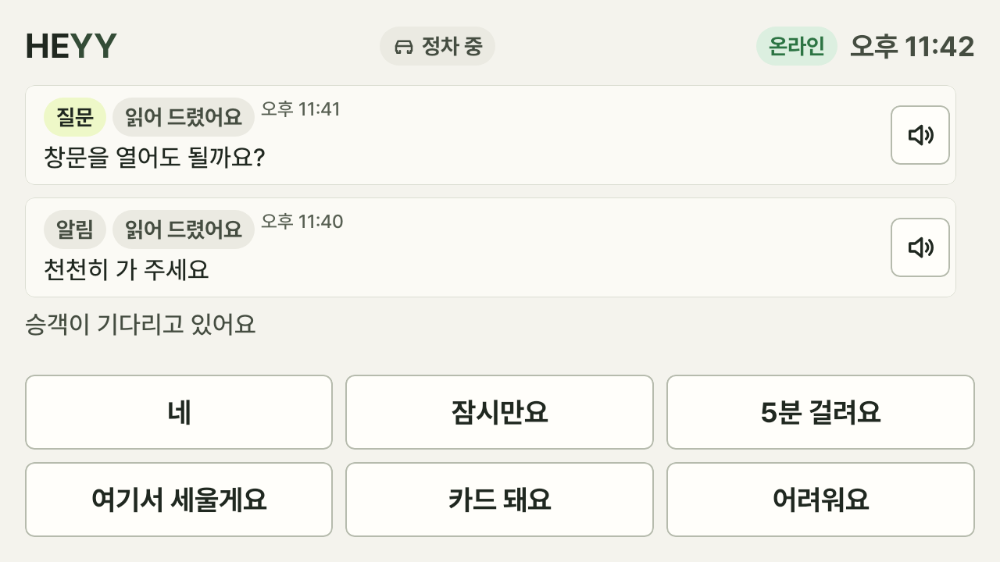 HEYY
정차 중
온라인
오후 11:42
질문 읽어 드렸어요 오후 11:41
창문을 열어도 될까요?
알림 읽어 드렸어요 오후 11:40
천천히 가 주세요
승객이 기다리고 있어요
네
잠시만요
5분 걸려요
여기서 세울게요
카드 돼요
어려워요